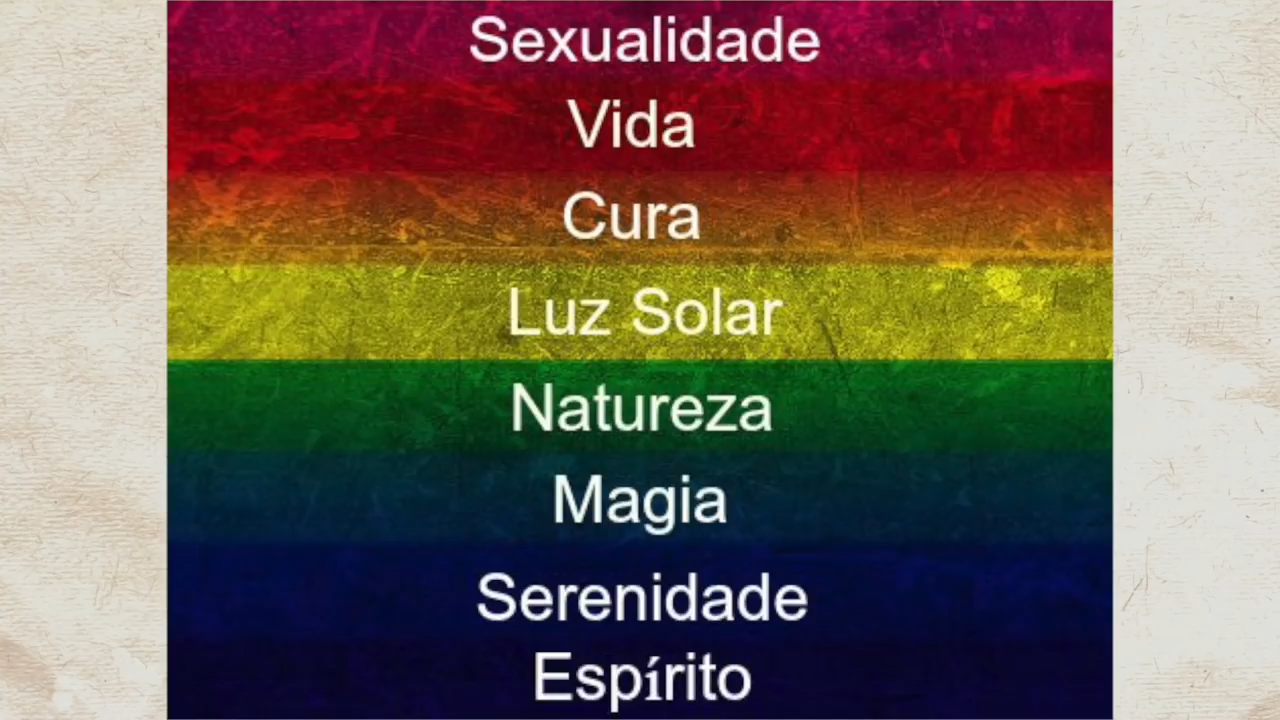 Sexualidade
Vida
Cura
Luz Solar
Natureza
Magia
Serenidade
Espírito